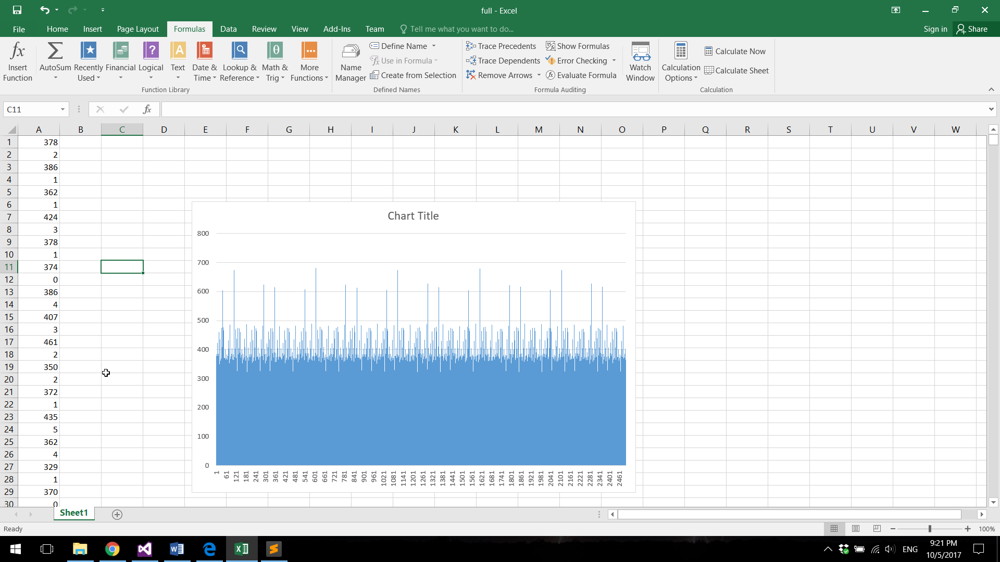 full - Excel
File Home Insert Page Layout Formulas Data Review View Add-Ins Team Tell me what you want to do... Sign in Share
Insert Function AutoSum Recently Used Financial Logical Text Date & Time Lookup & Reference Math & Trig More Functions
Function Library
Name Manager Define Name Use in Formula Create from Selection
Defined Names
Trace Precedents Show Formulas
Trace Dependents Error Checking
Remove Arrows Evaluate Formula
Formula Auditing
Watch Window
Calculation Options Calculate Now
Calculate Sheet
Calculation
C11 fx
A B C D E F G H I J K L M N O P Q R S T U V W
1 378
2 2
3 386
4 1
5 362
6 1
7 424
8 3
9 378
10 1
11 374
12 0
13 386
14 4
15 407
16 3
17 461
18 2
19 350
20 2
21 372
22 1
23 435
24 5
25 362
26 4
27 329
28 1
29 370
30 0
Chart Title
800
700
600
500
400
300
200
100
0
1 61 121 181 241 301 361 421 481 541 601 661 721 781 841 901 961 1021 1081 1141 1201 1261 1321 1381 1441 1501 1561 1621 1681 1741 1801 1861 1921 1981 2041 2101 2161 2221 2281 2341 2401 2461
Sheet1
Ready 100%
ENG 9:21 PM
10/5/2017